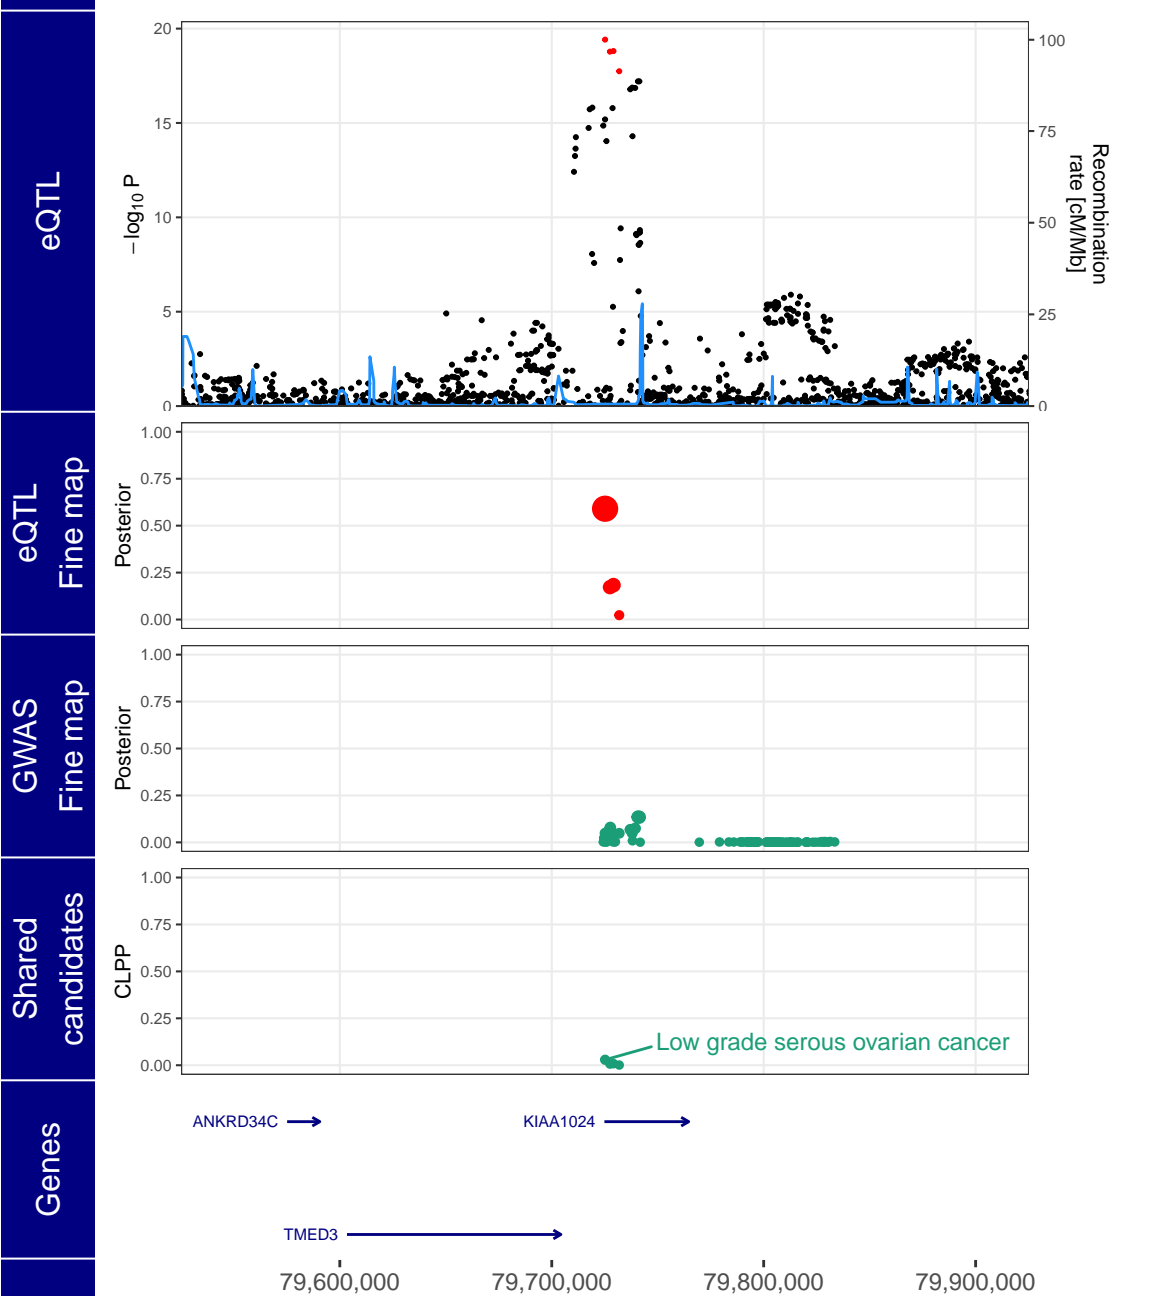 eQTL
−log10 P
20
15
10
5
0
100
75
50
25
0
Recombination
rate [cM/Mb]
eQTL
Fine map
Posterior
1.00
0.75
0.50
0.25
0.00
GWAS
Fine map
Posterior
1.00
0.75
0.50
0.25
0.00
Shared
candidates
CLPP
1.00
0.75
0.50
0.25
0.00
Low grade serous ovarian cancer
Genes
ANKRD34C
KIAA1024
TMED3
79,600,000
79,700,000
79,800,000
79,900,000